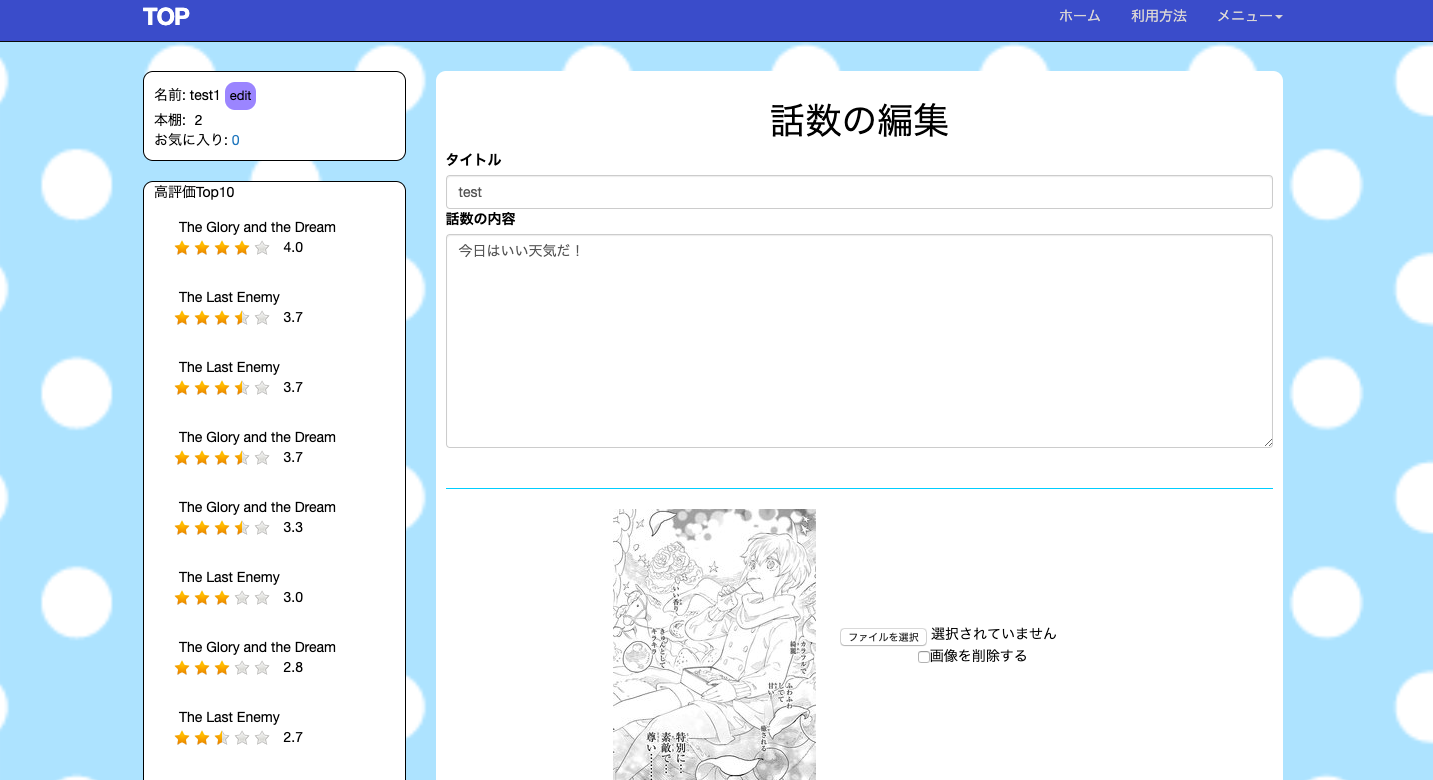 TOP
ホーム 利用方法 メニュー
名前: test1 edit
本棚: 2
お気に入り: 0
高評価Top10
The Glory and the Dream
4.0
The Last Enemy
3.7
The Last Enemy
3.7
The Glory and the Dream
3.7
The Glory and the Dream
3.3
The Last Enemy
3.0
The Glory and the Dream
2.8
The Last Enemy
2.7
話数の編集
タイトル
test
話数の内容
今日はいい天気だ！
いい香り
きゅんとして
キラキラ
カラフルで
綺麗
ふわふわ
してて
甘い
癒される
特別に…
素敵で…
尊い……
ファイルを選択 選択されていません
画像を削除する